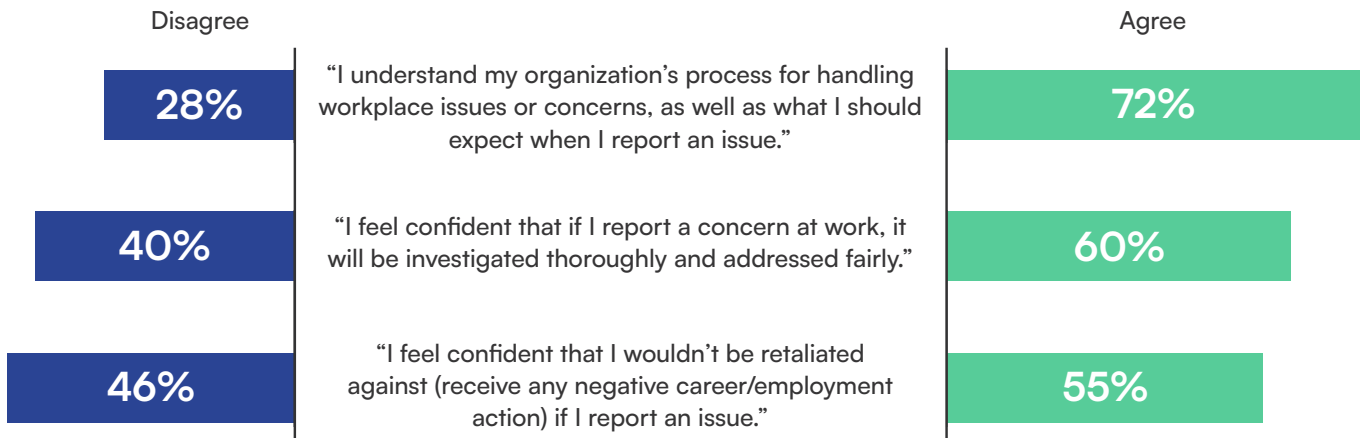 Disagree
Agree
28%
“I understand my organization’s process for handling
workplace issues or concerns, as well as what I should
expect when I report an issue.”
72%
40%
“I feel confident that if I report a concern at work, it
will be investigated thoroughly and addressed fairly.”
60%
46%
“I feel confident that I wouldn’t be retaliated
against (receive any negative career/employment
action) if I report an issue.”
55%